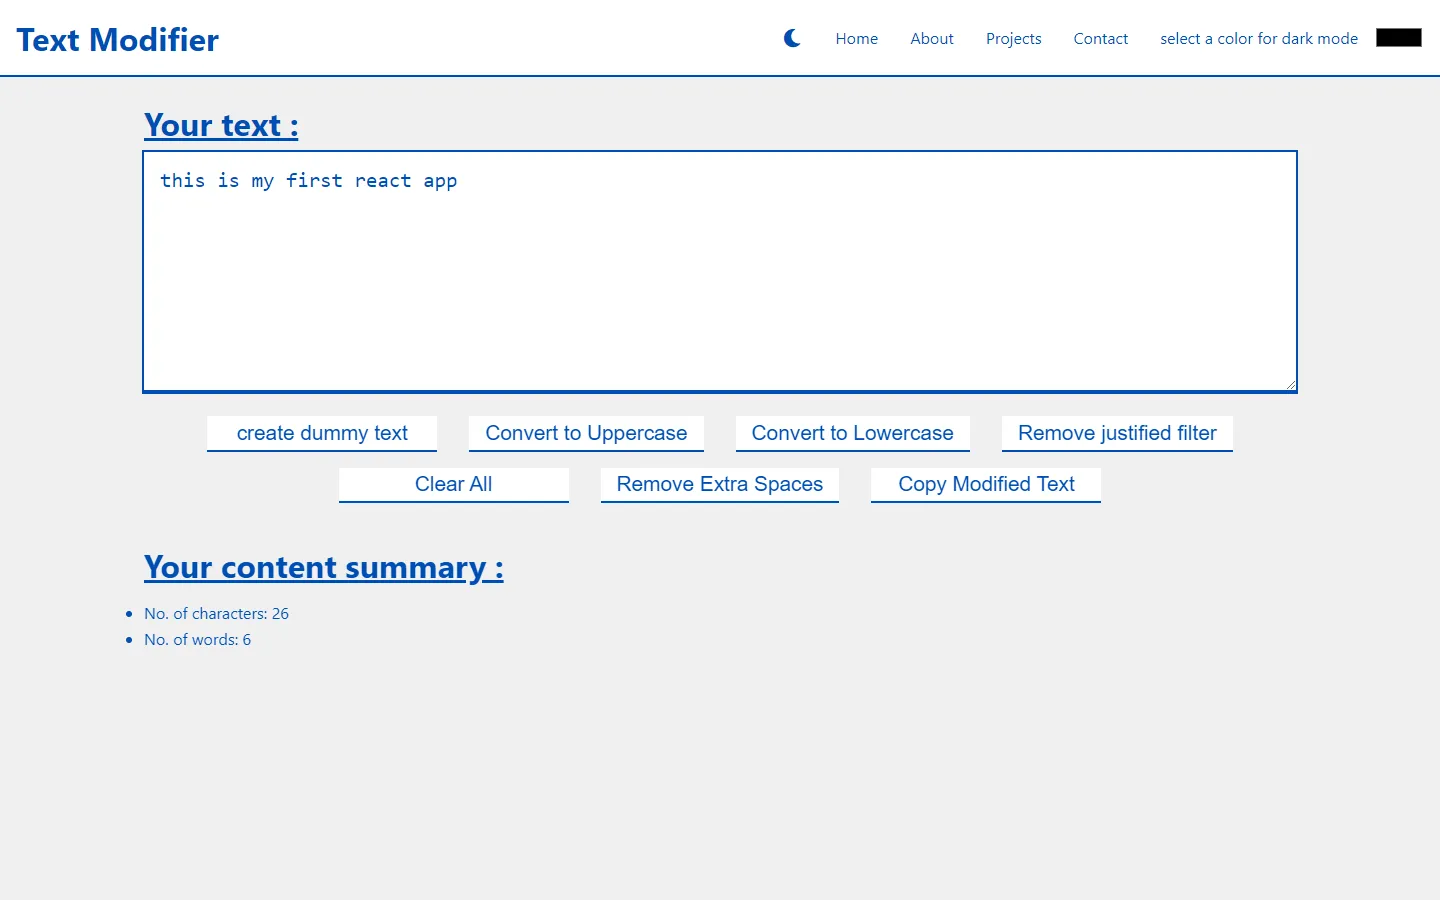 Text Modifier
Home
About
Projects
Contact
select a color for dark mode
Your text :
this is my first react app
create dummy text
Convert to Uppercase
Convert to Lowercase
Remove justified filter
Clear All
Remove Extra Spaces
Copy Modified Text
Your content summary :
No. of characters: 26
No. of words: 6